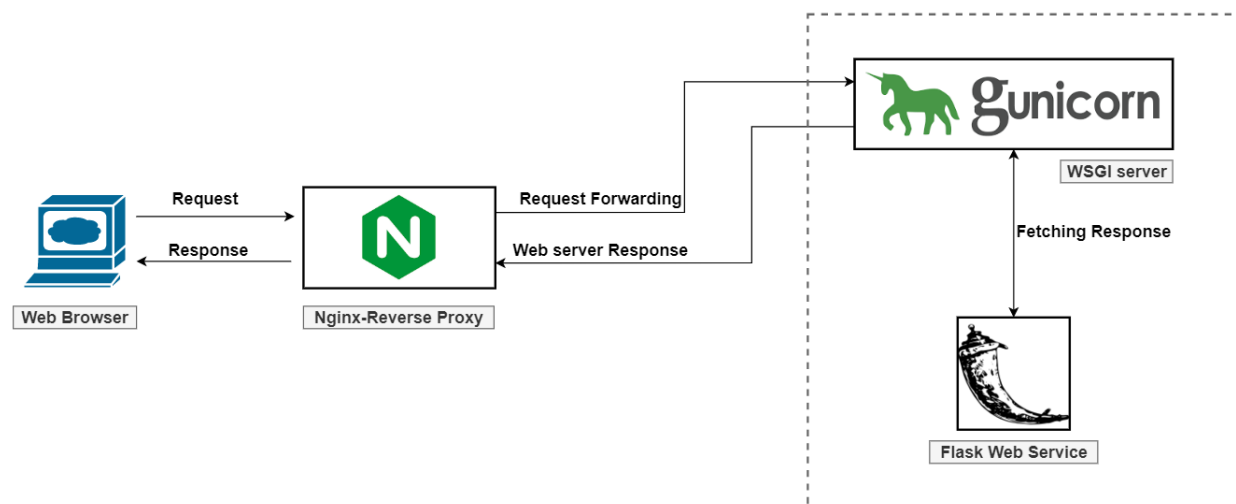 gunicorn
WSGI server
Request
Request Forwarding
N
Response
Web server Response
Fetching Response
Web Browser
Nginx-Reverse Proxy
Flask Web Service